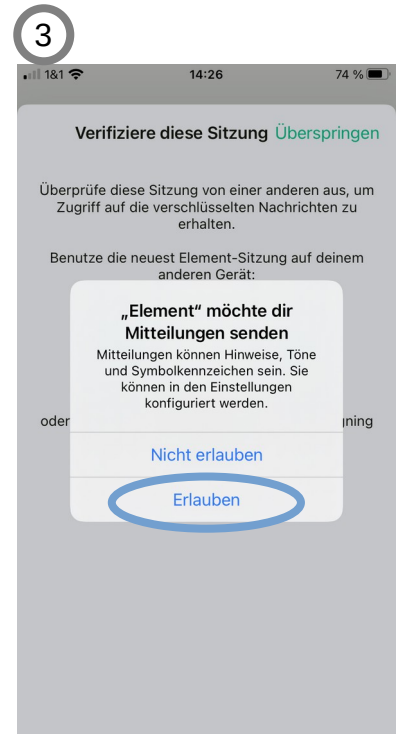 3
1&1 14:26 74 %
Verifiziere diese Sitzung Überspringen
Überprüfe diese Sitzung von einer anderen aus, um
Zugriff auf die verschlüsselten Nachrichten zu
erhalten.
Benutze die neuest Element-Sitzung auf deinem
anderen Gerät:
„Element“ möchte dir
Mitteilungen senden
Mitteilungen können Hinweise, Töne
und Symbolkennzeichen sein. Sie
können in den Einstellungen
konfiguriert werden.
oder
Nicht erlauben
Erlauben